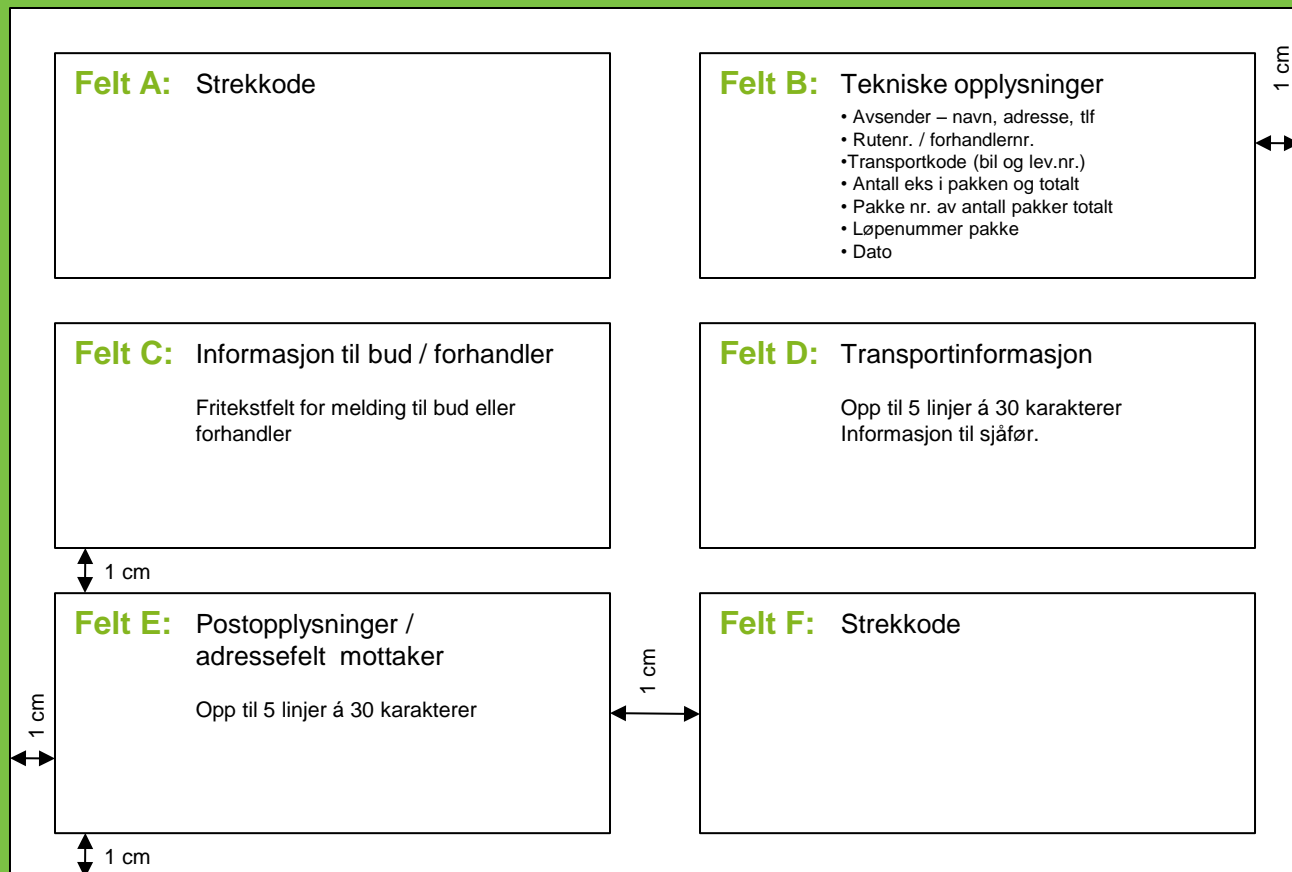 Felt A: Strekkode
Felt B: Tekniske opplysninger
• Avsender – navn, adresse, tlf
• Rutenr. / forhandlernr.
•Transportkode (bil og lev.nr.)
• Antall eks i pakken og totalt
• Pakke nr. av antall pakker totalt
• Løpenummer pakke
• Dato
1 cm
Felt C: Informasjon til bud / forhandler
Fritekstfelt for melding til bud eller
forhandler
Felt D: Transportinformasjon
Opp til 5 linjer á 30 karakterer
Informasjon til sjåfør.
1 cm
Felt E: Postopplysninger /
adressefelt mottaker
Opp til 5 linjer á 30 karakterer
1 cm
1 cm
Felt F: Strekkode
1 cm